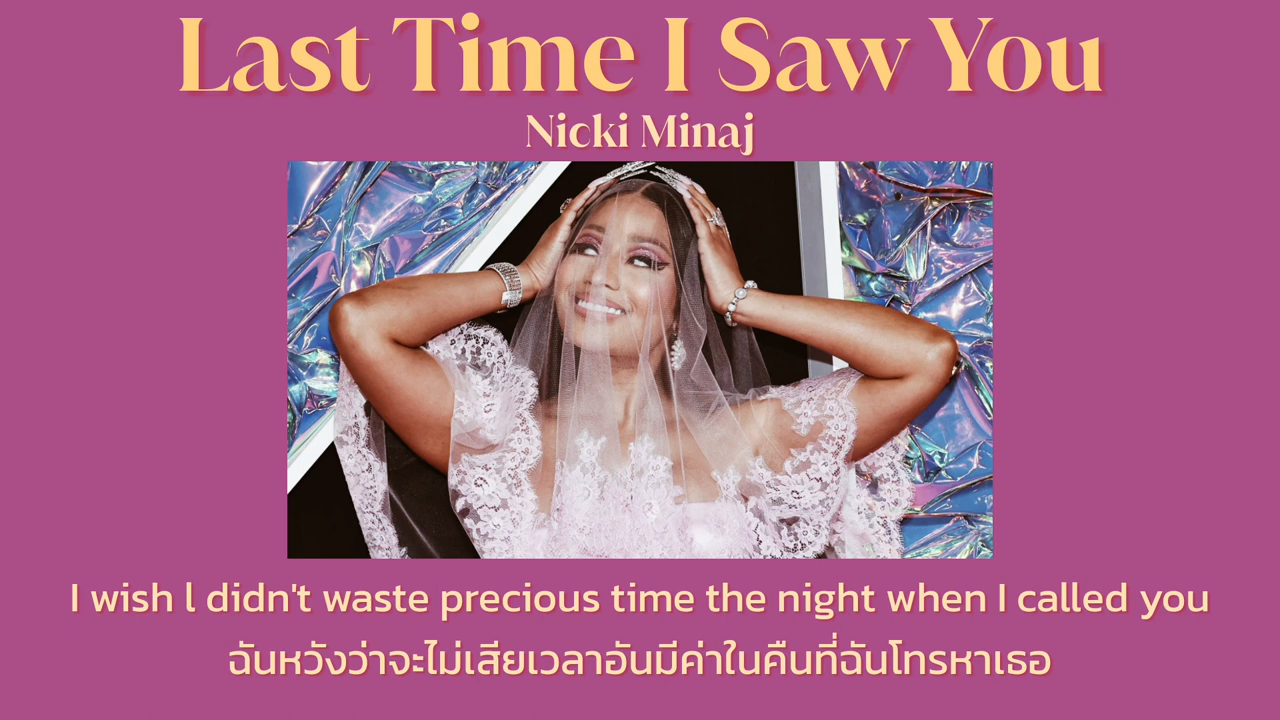 Last Time I Saw You
Nicki Minaj
I wish l didn't waste precious time the night when I called you
ฉันหวังว่าจะไม่เสียเวลาอันมีค่าในคืนที่ฉันโทรหาเธอ